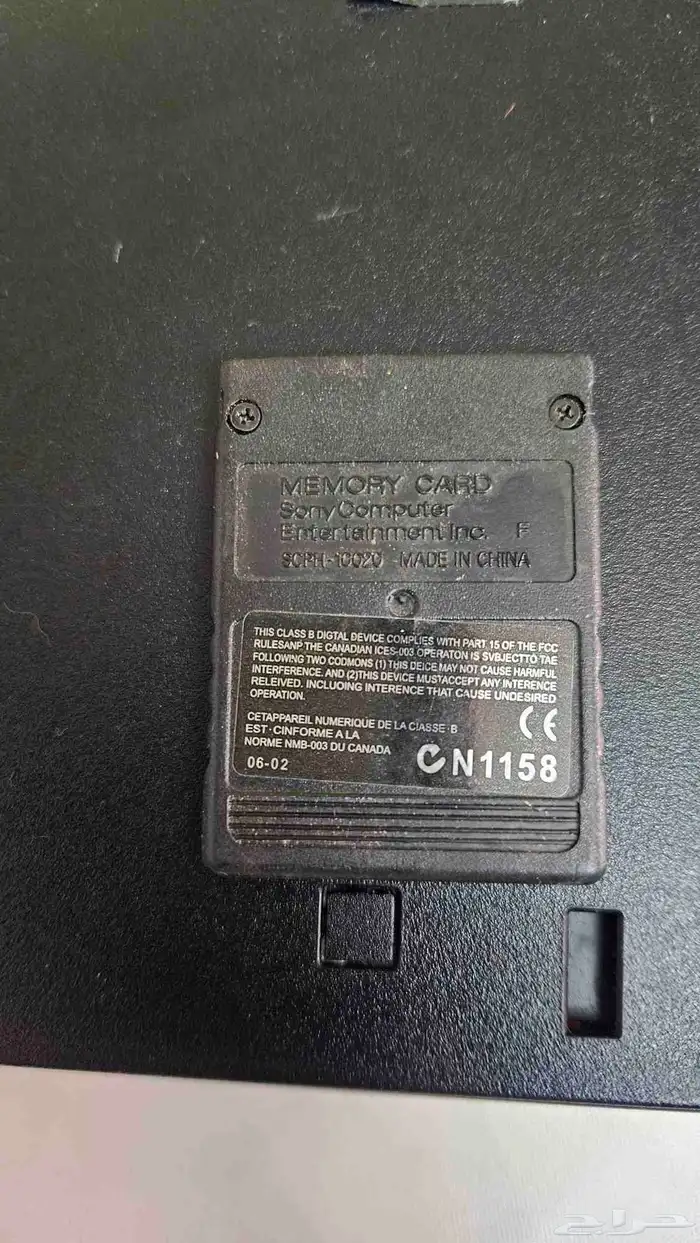 MEMORY CARD
Sony Computer
Entertainment Inc. F
SCPH-10020 MADE IN CHINA
THIS CLASS B DIGTAL DEVICE COMPLIES WITH PART 15 OF THE FCC
RULESANP THE CANADIAN ICES-003 OPERATON IS SVBJECTTO TAE
FOLLOWING TWO CODMONS (1) THIS DEICE MAY NOT CAUSE HARMFUL
INTERFERENCE. AND (2)THIS DEVICE MUSTACCEPT ANY INTERENCE
RELEIVED. INCLUOING INTERENCE THAT CAUSE UNDESIRED
OPERATION.
CETAPPAREIL NUMERIQUE DE LA CIASSE·B
EST·CINFORME A LA
NORME NMB-003 DU CANADA
CE
06-02
N1158
حراج